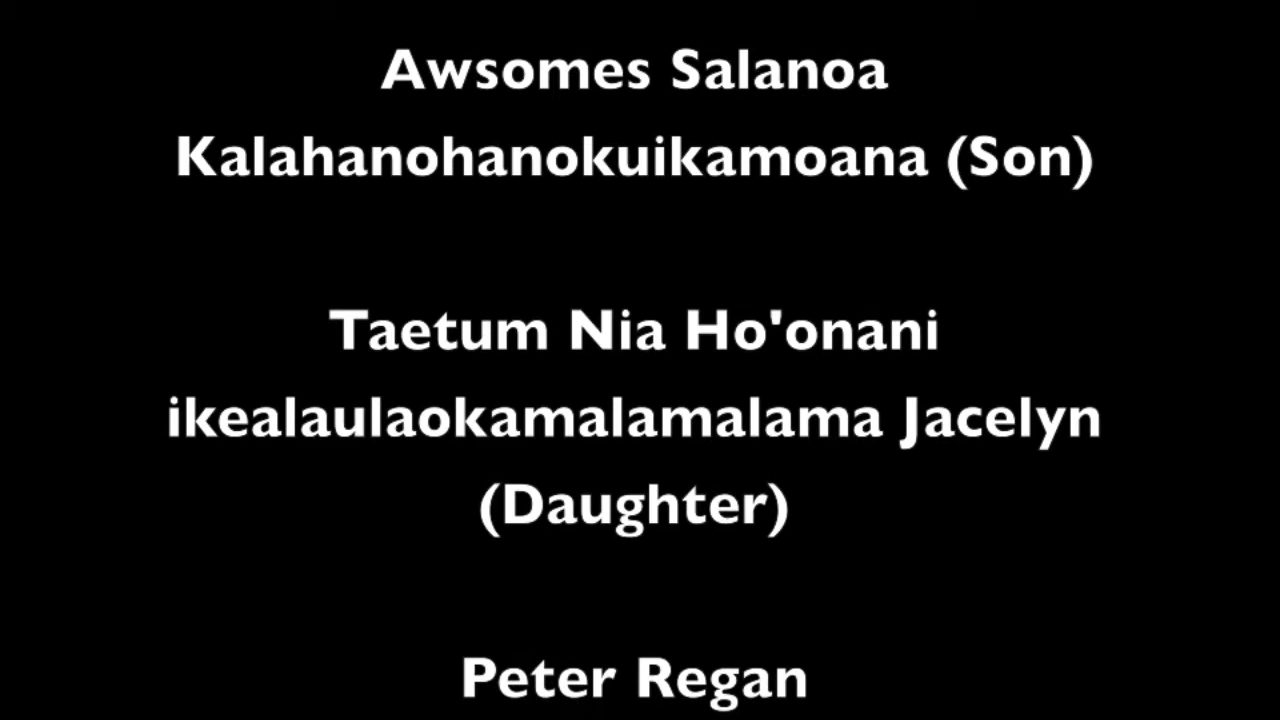 Awsomes Salanoa
Kalahanohanokuikamoana (Son)
Taetum Nia Ho'onani
ikealaulaokamalamalama Jacelyn
(Daughter)
Peter Regan